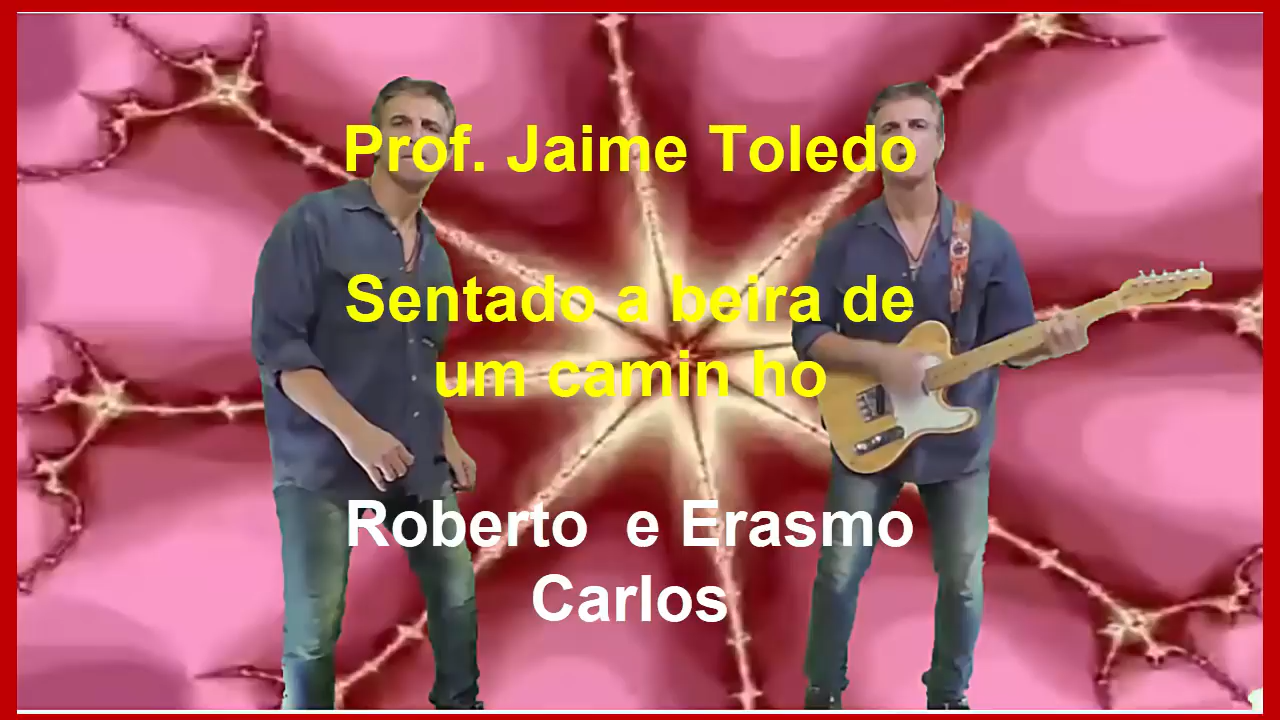 Prof. Jaime Toledo
Sentado a beira de
um camin ho
Roberto  e Erasmo
Carlos